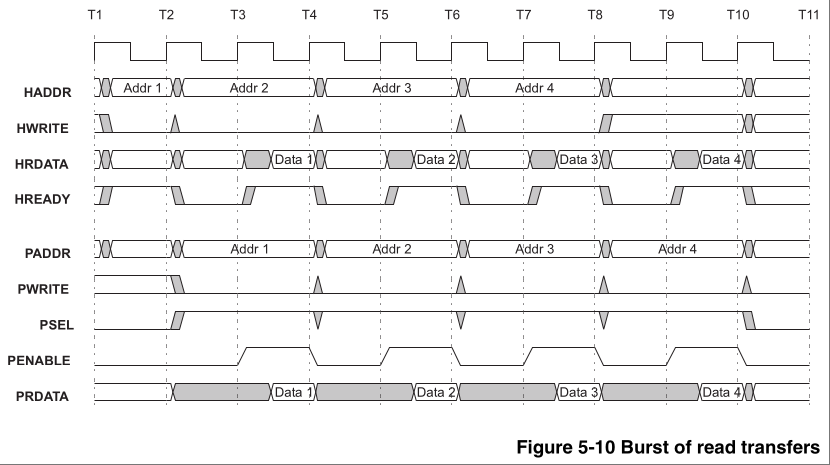 T1 T2 T3 T4 T5 T6 T7 T8 T9 T10 T11
HADDR Addr 1 Addr 2 Addr 3 Addr 4
HWRITE
HRDATA Data 1 Data 2 Data 3 Data 4
HREADY
PADDR Addr 1 Addr 2 Addr 3 Addr 4
PWRITE
PSEL
PENABLE
PRDATA Data 1 Data 2 Data 3 Data 4
Figure 5-10 Burst of read transfers